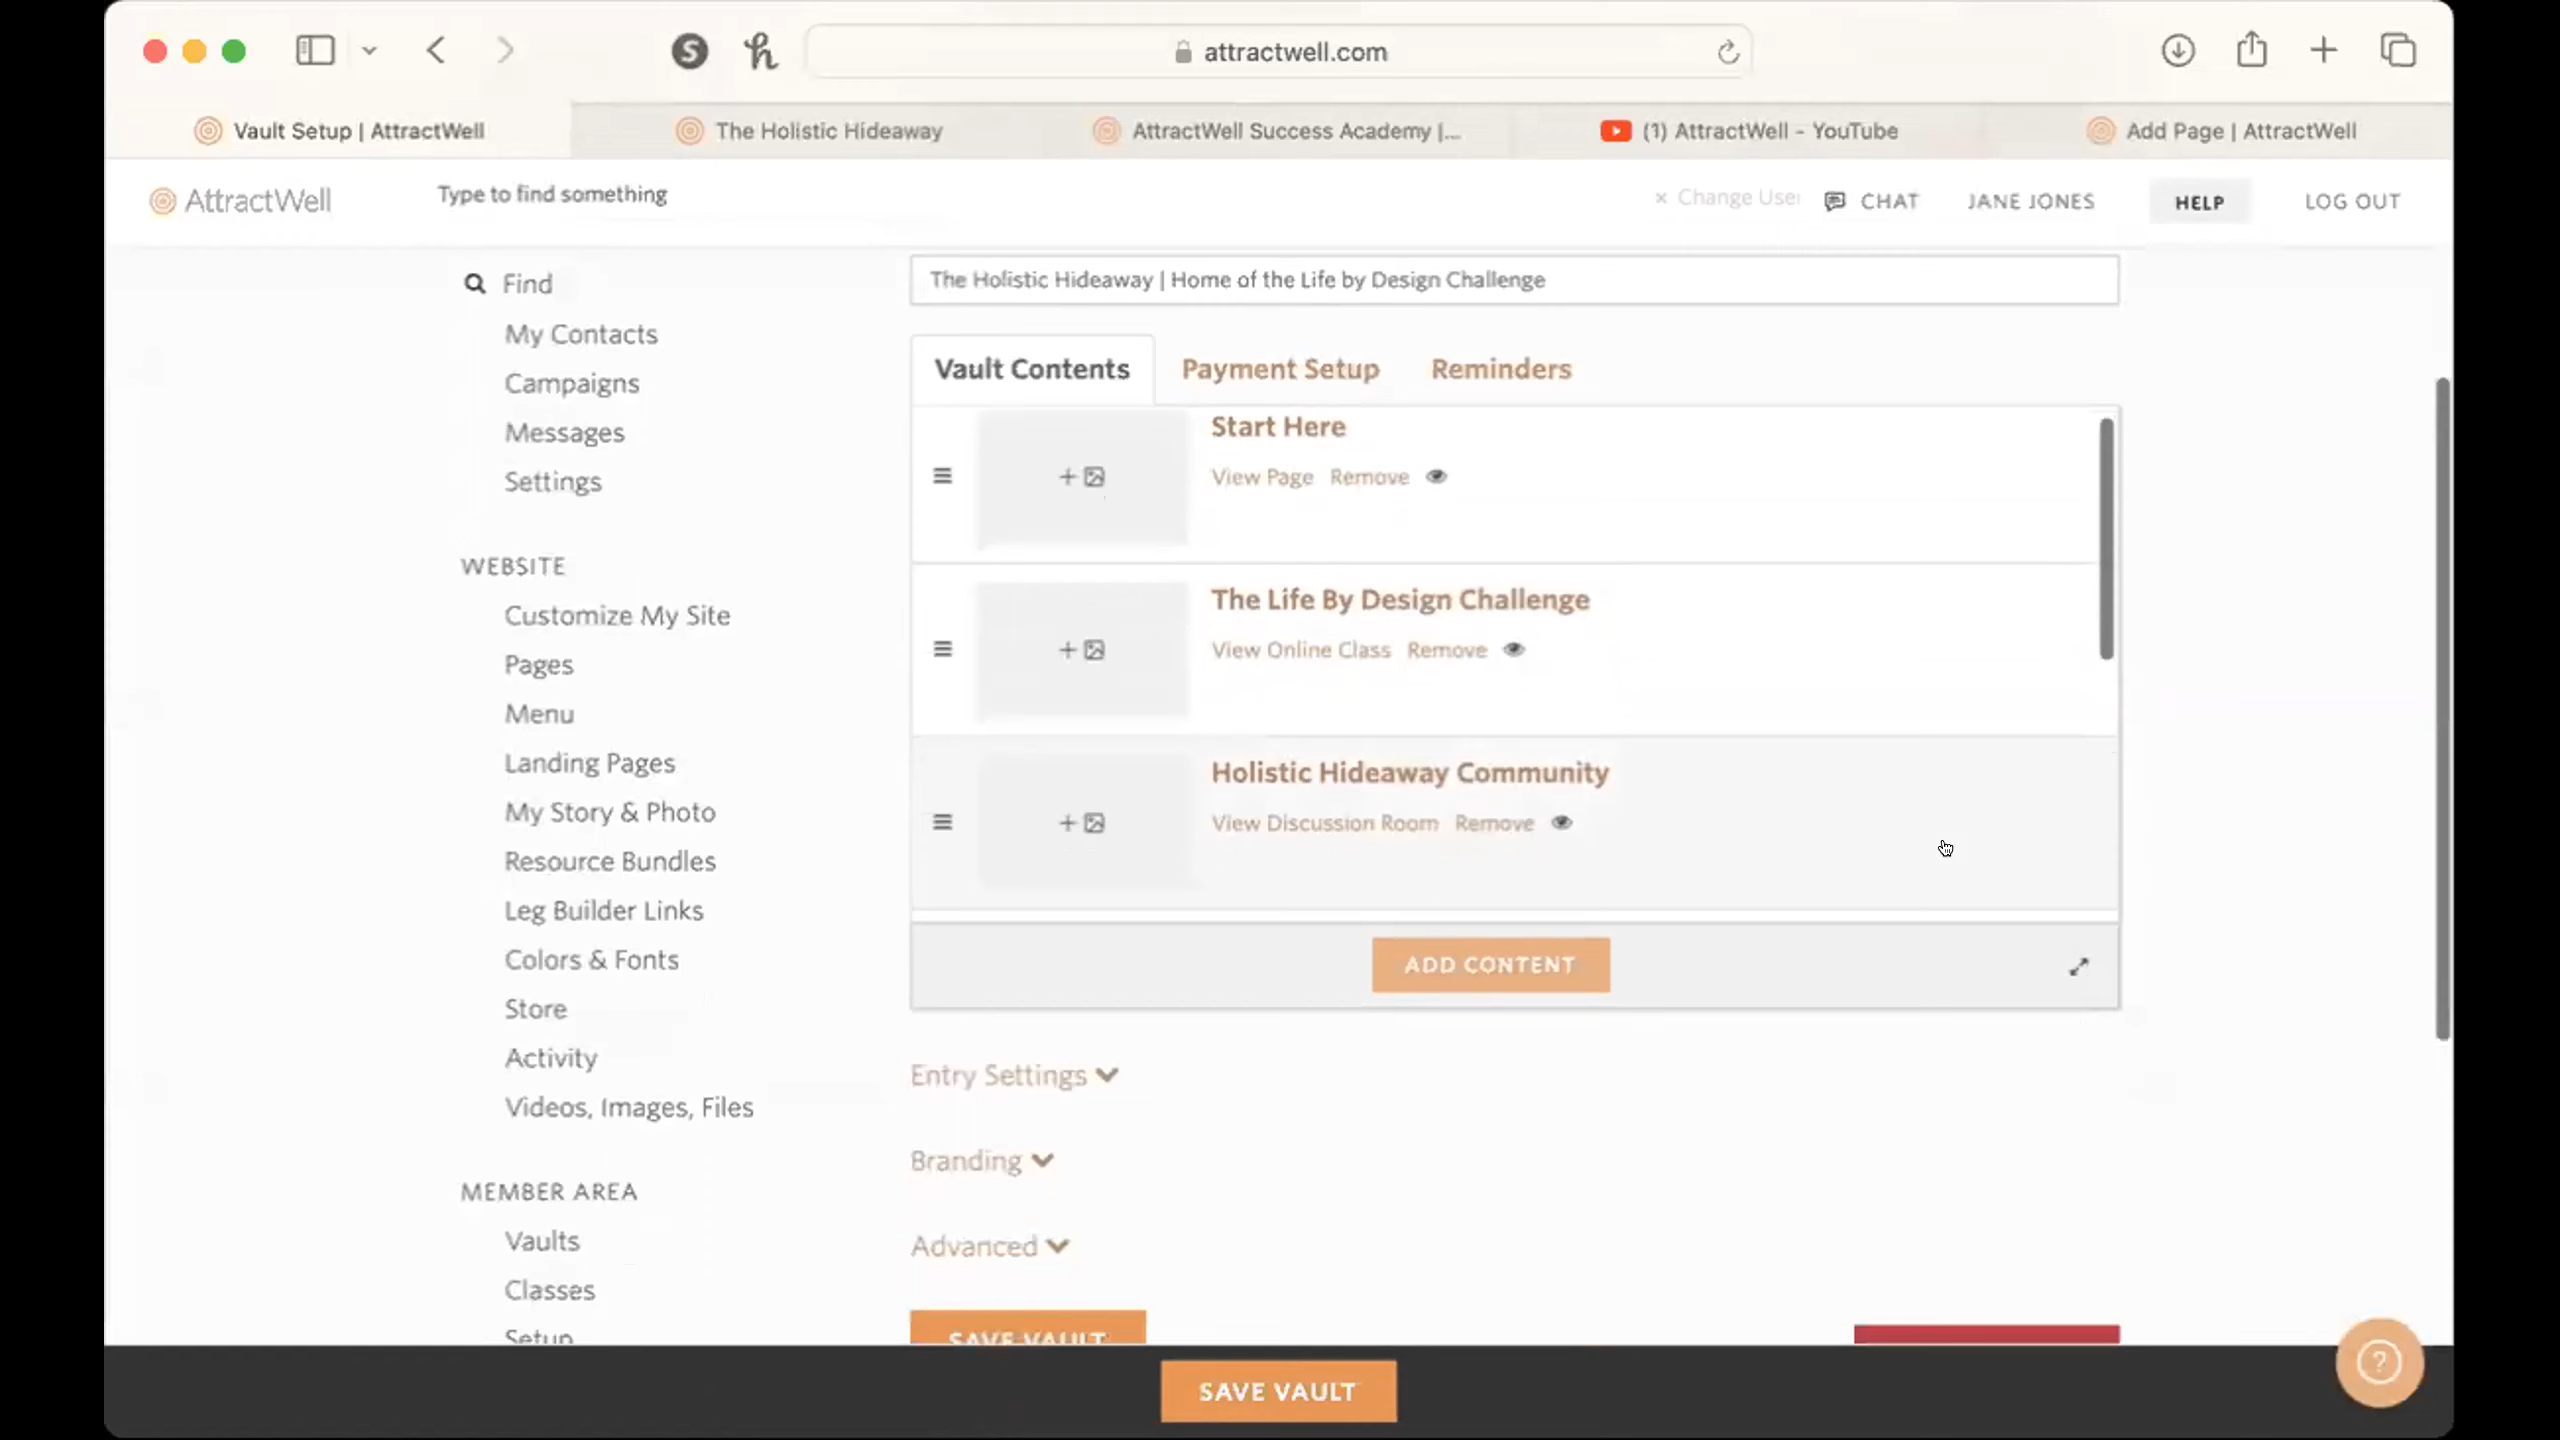 attractwell.com
Vault Setup | AttractWell
The Holistic Hideaway
AttractWell Success Academy |...
(1) AttractWell - YouTube
Add Page | AttractWell
AttractWell
Type to find something
× Change User
CHAT
JANE JONES
HELP
LOG OUT
Find
My Contacts
Campaigns
Messages
Settings
WEBSITE
Customize My Site
Pages
Menu
Landing Pages
My Story & Photo
Resource Bundles
Leg Builder Links
Colors & Fonts
Store
Activity
Videos, Images, Files
MEMBER AREA
Vaults
Classes
Setup
The Holistic Hideaway | Home of the Life by Design Challenge
Vault Contents
Payment Setup
Reminders
Start Here
View Page Remove
The Life By Design Challenge
View Online Class Remove
Holistic Hideaway Community
View Discussion Room Remove
ADD CONTENT
Entry Settings
Branding
Advanced
SAVE VAULT
SAVE VAULT